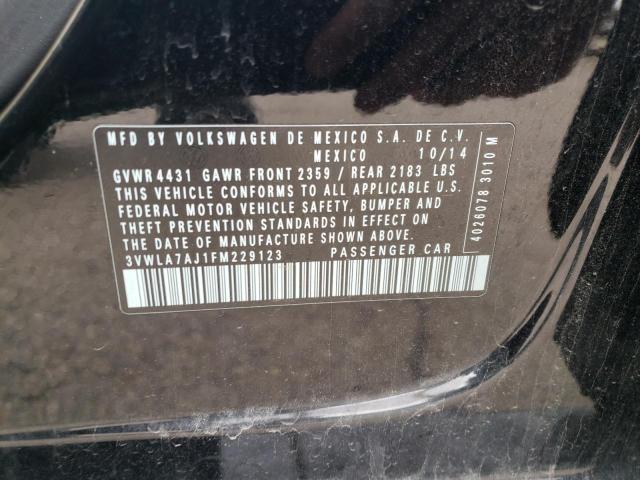 MFD BY VOLKSWAGEN DE MEXICO S.A. DE C.V.
MEXICO 10/14
GVWR 4431 GAWR FRONT 2359 / REAR 2183 LBS
THIS VEHICLE CONFORMS TO ALL APPLICABLE U.S.
FEDERAL MOTOR VEHICLE SAFETY, BUMPER AND
THEFT PREVENTION STANDARDS IN EFFECT ON
THE DATE OF MANUFACTURE SHOWN ABOVE.
3VWLA7AJ1FM229123 PASSENGER CAR
4026078 3010 M